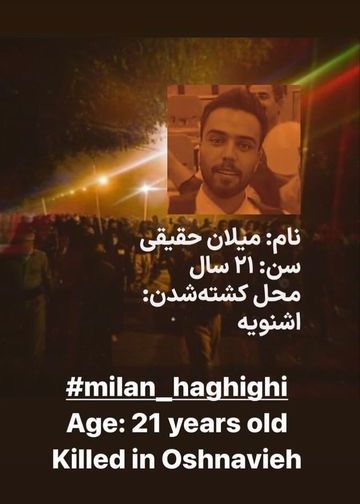 نام: میلان حقیقی
سن: ۲۱ سال
محل کشته‌شدن:
اشنویه
#milan_haghighi
Age: 21 years old
Killed in Oshnavieh